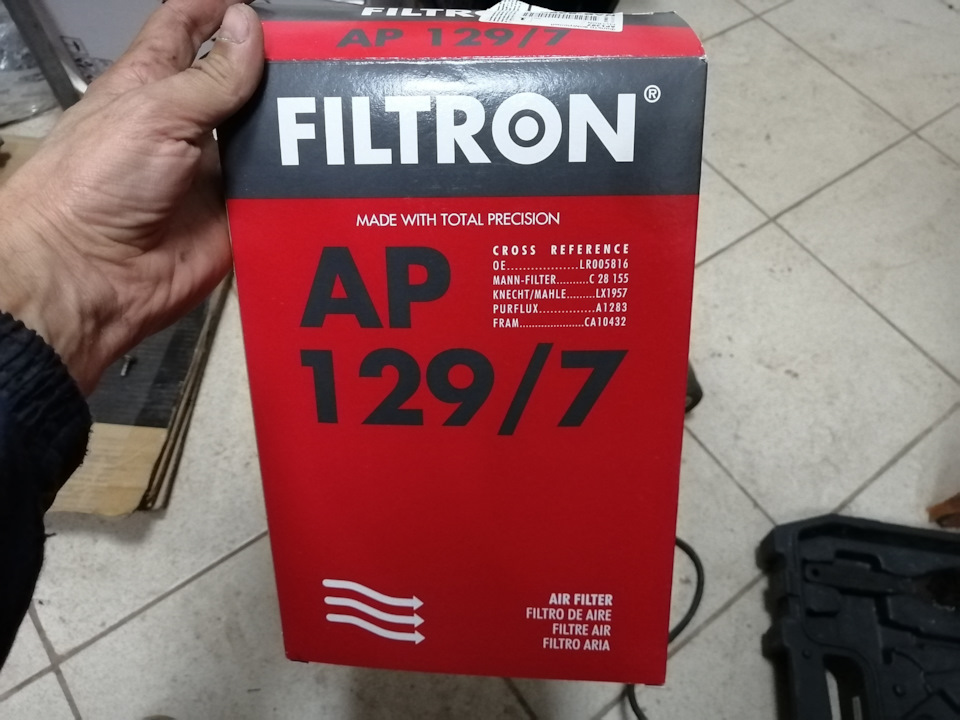 FILTRON
AP 129/7
FILTRON®
MADE WITH TOTAL PRECISION
AP
129/7
CROSS REFERENCE
OE..................LR005816
MANN-FILTER..........C 28 155
KNECHT/MAHLE.........LX1957
PURFLUX...............A1283
FRAM......................CA10432
AIR FILTER
FILTRO DE AIRE
FILTRE AIR
FILTRO ARIA